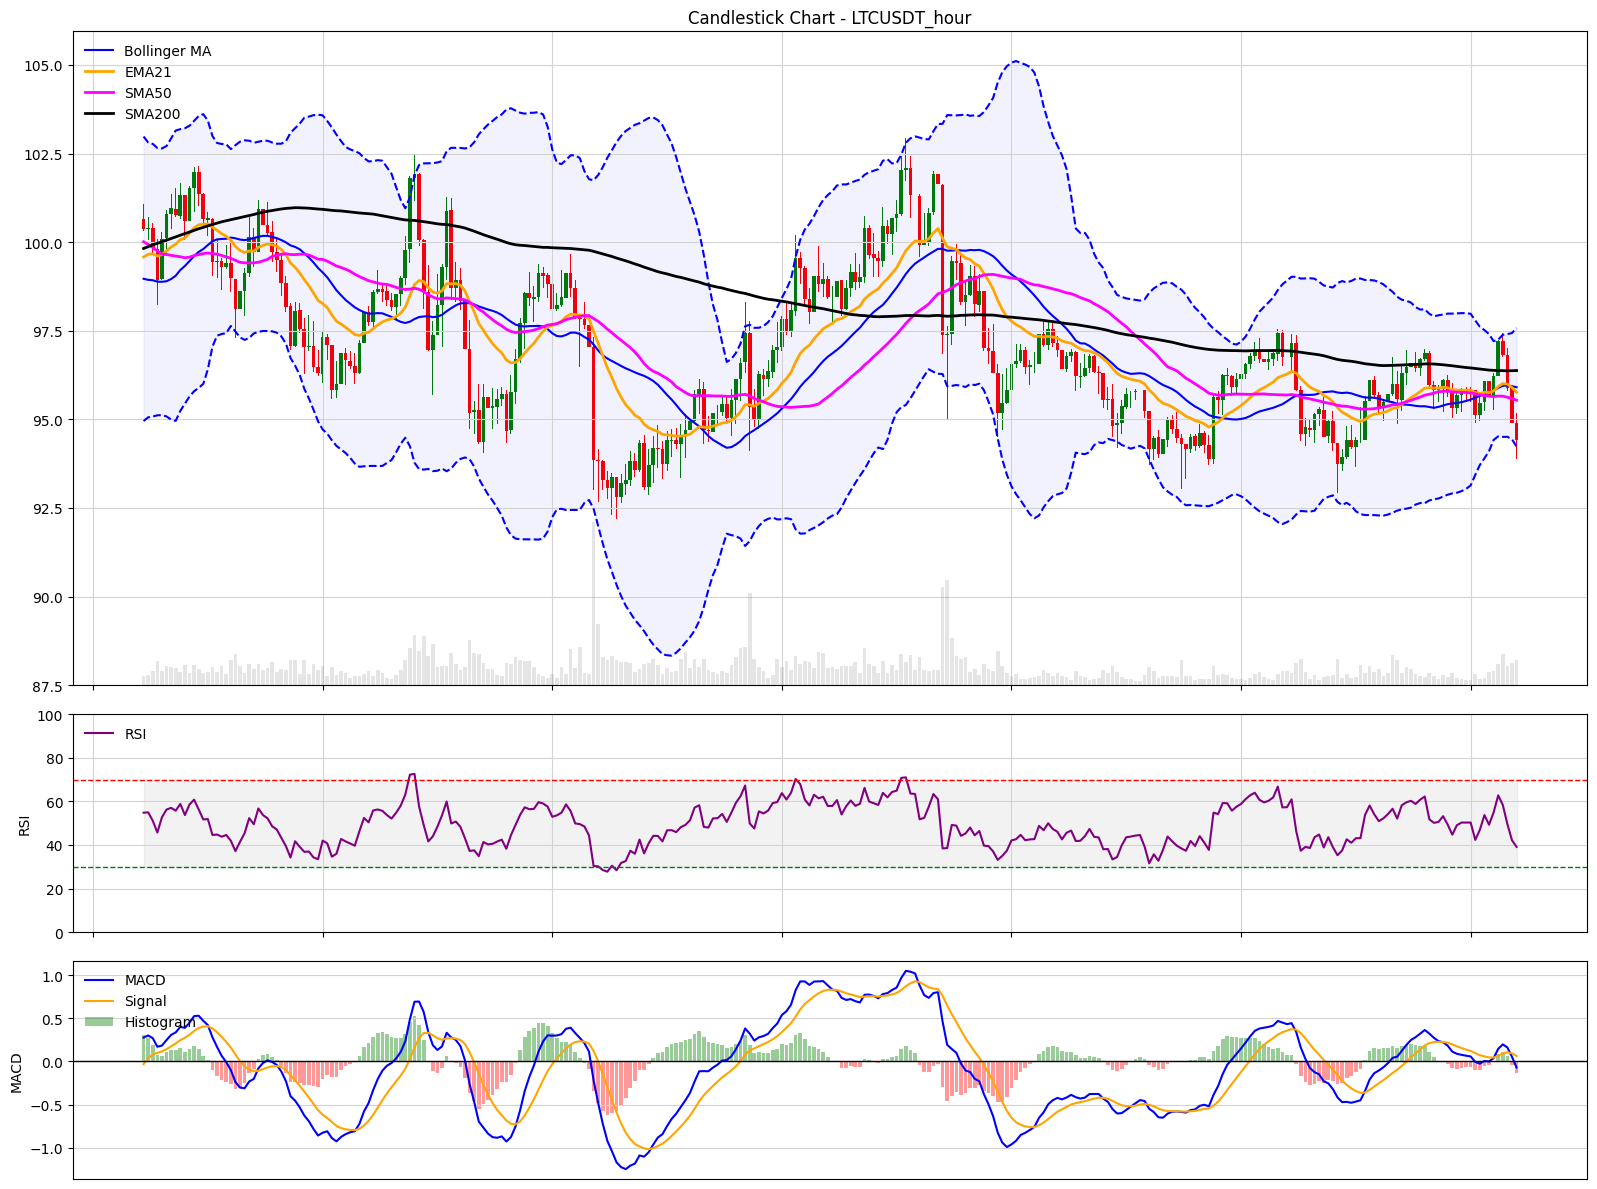 Candlestick Chart - LTCUSDT_hour
Bollinger MA
EMA21
SMA50
SMA200
105.0
102.5
100.0
97.5
95.0
92.5
90.0
87.5
RSI
100
80
60
40
20
0
RSI
MACD
Signal
Histogram
1.0
0.5
0.0
−0.5
−1.0
MACD